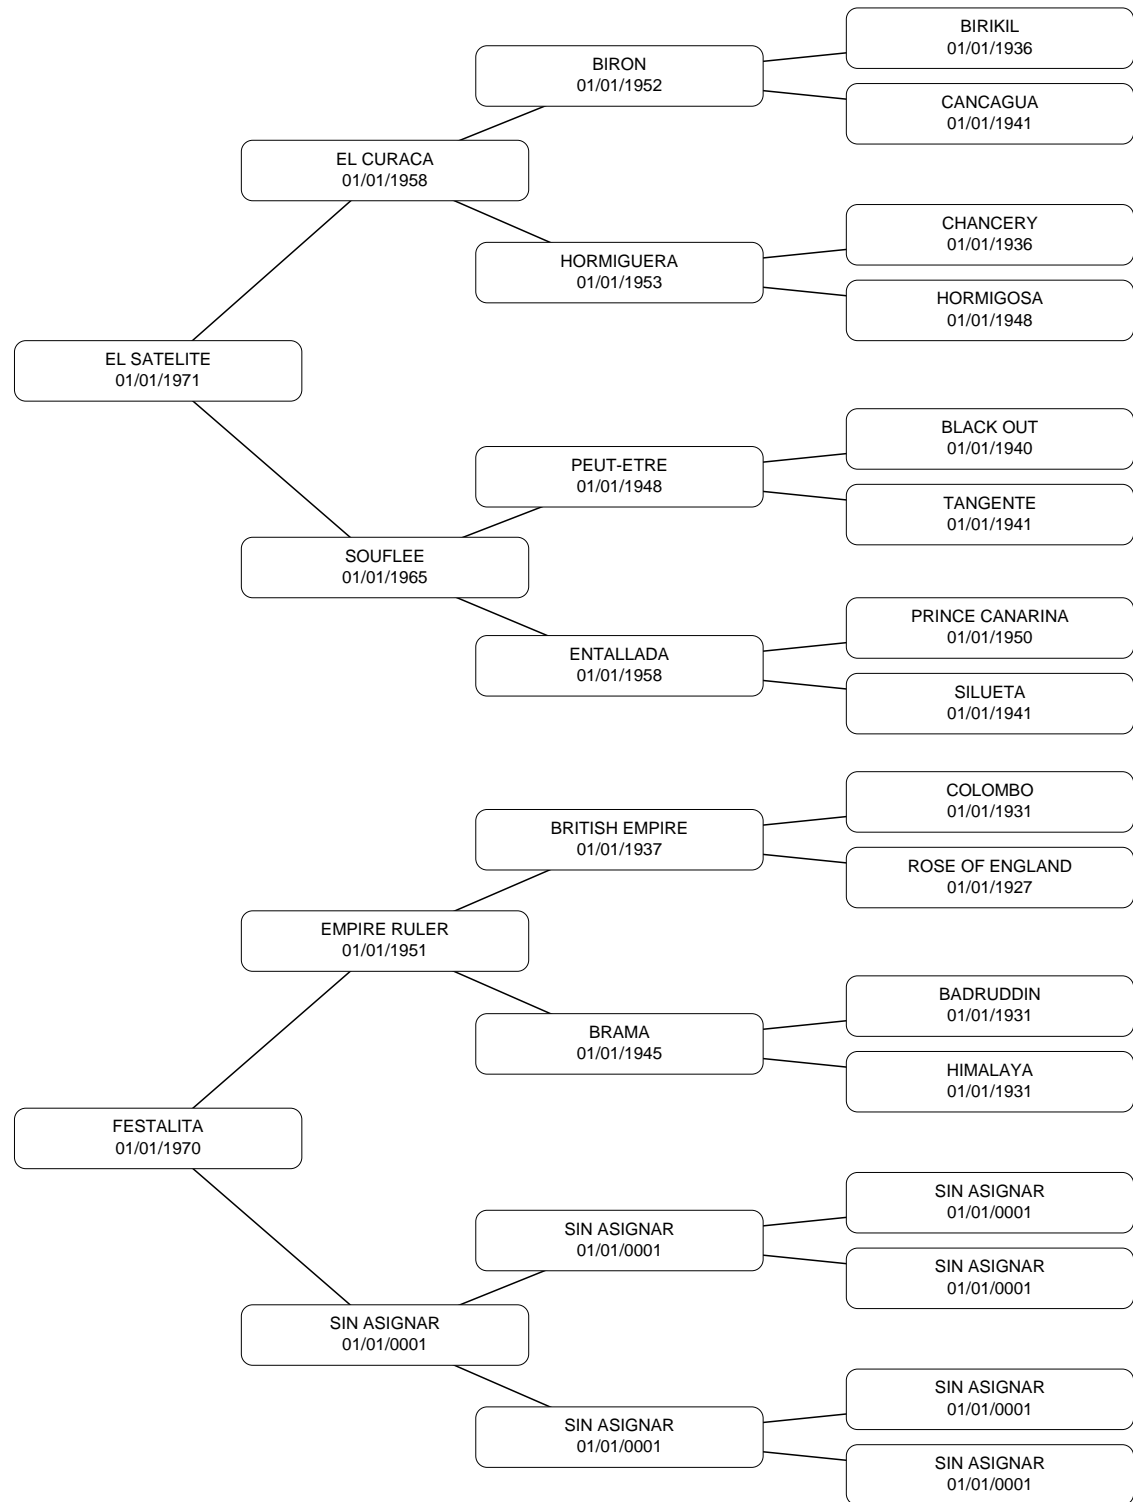 BIRIKIL
01/01/1936
BIRON
01/01/1952
CANCAGUA
01/01/1941
EL CURACA
01/01/1958
CHANCERY
01/01/1936
HORMIGUERA
01/01/1953
HORMIGOSA
01/01/1948
EL SATELITE
01/01/1971
BLACK OUT
01/01/1940
PEUT-ETRE
01/01/1948
TANGENTE
01/01/1941
SOUFLEE
01/01/1965
PRINCE CANARINA
01/01/1950
ENTALLADA
01/01/1958
SILUETA
01/01/1941
COLOMBO
01/01/1931
BRITISH EMPIRE
01/01/1937
ROSE OF ENGLAND
01/01/1927
EMPIRE RULER
01/01/1951
BADRUDDIN
01/01/1931
BRAMA
01/01/1945
HIMALAYA
01/01/1931
FESTALITA
01/01/1970
SIN ASIGNAR
01/01/0001
SIN ASIGNAR
01/01/0001
SIN ASIGNAR
01/01/0001
SIN ASIGNAR
01/01/0001
SIN ASIGNAR
01/01/0001
SIN ASIGNAR
01/01/0001
SIN ASIGNAR
01/01/0001